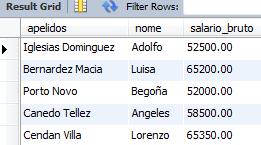 Result Grid Filter Rows:
apelidos nome salario_bruto
Iglesias Dominguez Adolfo 52500.00
Bernardez Macia Luisa 65200.00
Porto Novo Begoña 52000.00
Canedo Tellez Angeles 58500.00
Cendan Villa Lorenzo 65350.00